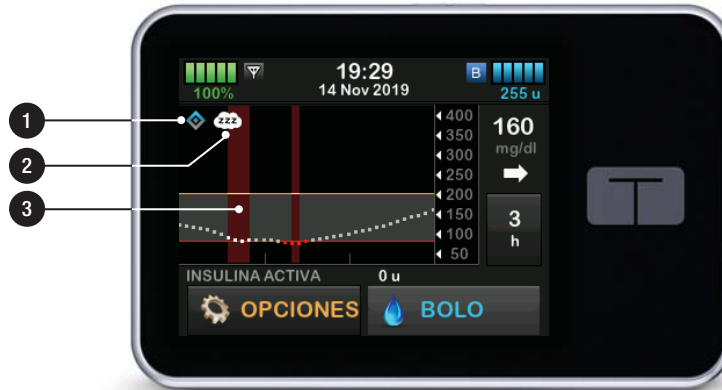 19:29
100%
14 Nov 2019
B
255 u
1
zzz
2
3
400
350
300
250
200
150
100
50
160
mg/dl
3
h
INSULINA ACTIVA 0 u
OPCIONES
BOLO